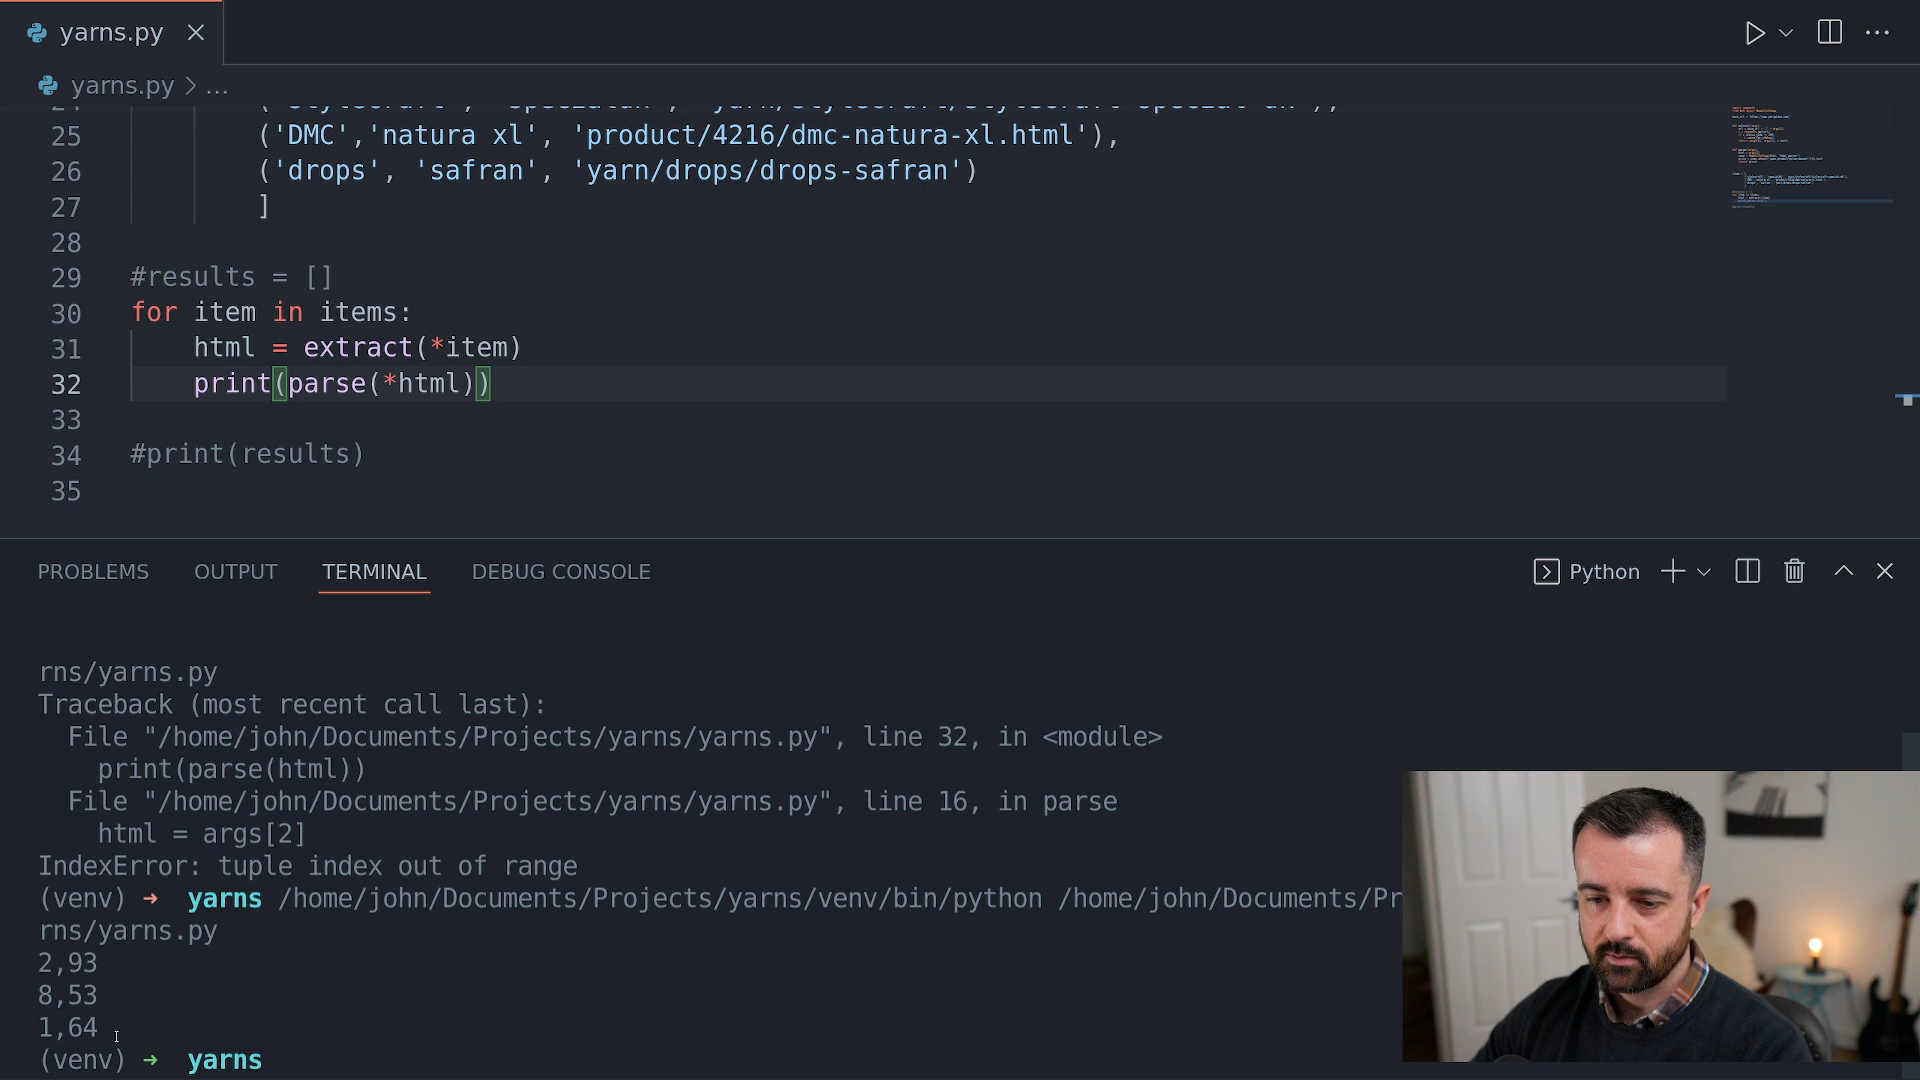 yarns.py
yarns.py > ...
25 ('DMC','natura xl', 'product/4216/dmc-natura-xl.html'),
26 ('drops', 'safran', 'yarn/drops/drops-safran')
27 ]
28
29 #results = []
30 for item in items:
31 html = extract(*item)
32 print(parse(*html))
33
34 #print(results)
35
PROBLEMS OUTPUT TERMINAL DEBUG CONSOLE Python
rns/yarns.py
Traceback (most recent call last):
File "/home/john/Documents/Projects/yarns/yarns.py", line 32, in <module>
print(parse(html))
File "/home/john/Documents/Projects/yarns/yarns.py", line 16, in parse
html = args[2]
IndexError: tuple index out of range
(venv) ➜ yarns /home/john/Documents/Projects/yarns/venv/bin/python /home/john/Documents/Pr
rns/yarns.py
2,93
8,53
1,64
(venv) ➜ yarns